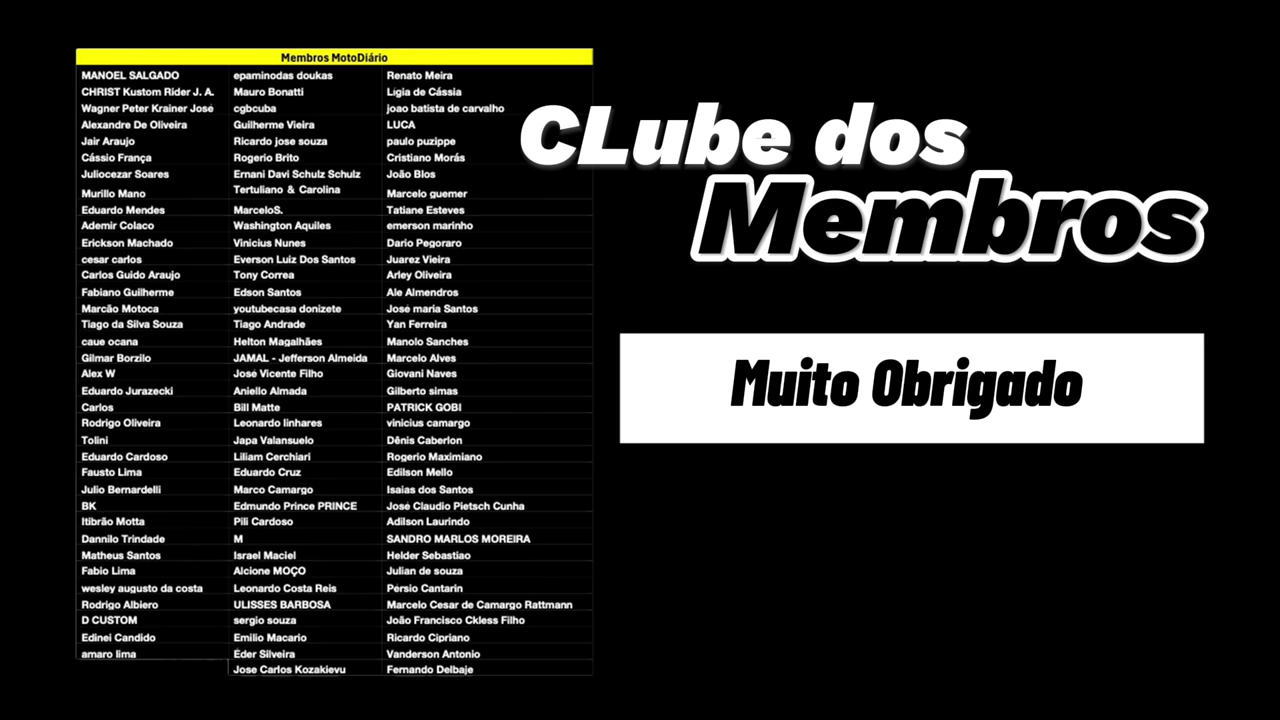 Membros MotoDiário
MANOEL SALGADO epaminodas doukas Renato Meira
CHRIST Kustom Rider J. A. Mauro Bonatti Lígia de Cássia
Wagner Peter Krainer José cgbcuba joao batista de carvalho
Alexandre De Oliveira Guilherme Vieira LUCA
Jair Araujo Ricardo jose souza paulo puzippe
Cássio França Rogerio Brito Cristiano Morás
Juliocezar Soares Ernani Davi Schulz Schulz João Blos
Murillo Mano Tertuliano & Carolina Marcelo guemer
Eduardo Mendes MarceloS. Tatiane Esteves
Ademir Colaco Washington Aquiles emerson marinho
Erickson Machado Vinicius Nunes Dario Pegoraro
cesar carlos Everson Luiz Dos Santos Juarez Vieira
Carlos Guido Araujo Tony Correa Arley Oliveira
Fabiano Guilherme Edson Santos Ale Almendros
Marcão Motoca youtubecasa donizete José maria Santos
Tiago da Silva Souza Tiago Andrade Yan Ferreira
caue ocana Helton Magalhães Manolo Sanches
Gilmar Borzilo JAMAL - Jefferson Almeida Marcelo Alves
Alex W José Vicente Filho Giovani Naves
Eduardo Jurazecki Aniello Almada Gilberto simas
Carlos Bill Matte PATRICK GOBI
Rodrigo Oliveira Leonardo linhares vinicius camargo
Tolini Japa Valansuelo Dênis Caberlon
Eduardo Cardoso Liliam Cerchiari Rogerio Maximiano
Fausto Lima Eduardo Cruz Edilson Mello
Julio Bernardelli Marco Camargo Isaias dos Santos
BK Edmundo Prince PRINCE José Claudio Pietsch Cunha
Itibrão Motta Pili Cardoso Adilson Laurindo
Dannilo Trindade M SANDRO MARLOS MOREIRA
Matheus Santos Israel Maciel Helder Sebastiao
Fabio Lima Alcione MOÇO Julian de souza
wesley augusto da costa Leonardo Costa Reis Pérsio Cantarin
Rodrigo Albiero ULISSES BARBOSA Marcelo Cesar de Camargo Rattmann
D CUSTOM sergio souza João Francisco Ckless Filho
Edinei Candido Emilio Macario Ricardo Cipriano
amaro lima Éder Silveira Vanderson Antonio
Jose Carlos Kozakievu Fernando Delbaje
CLube dos
Membros
Muito Obrigado